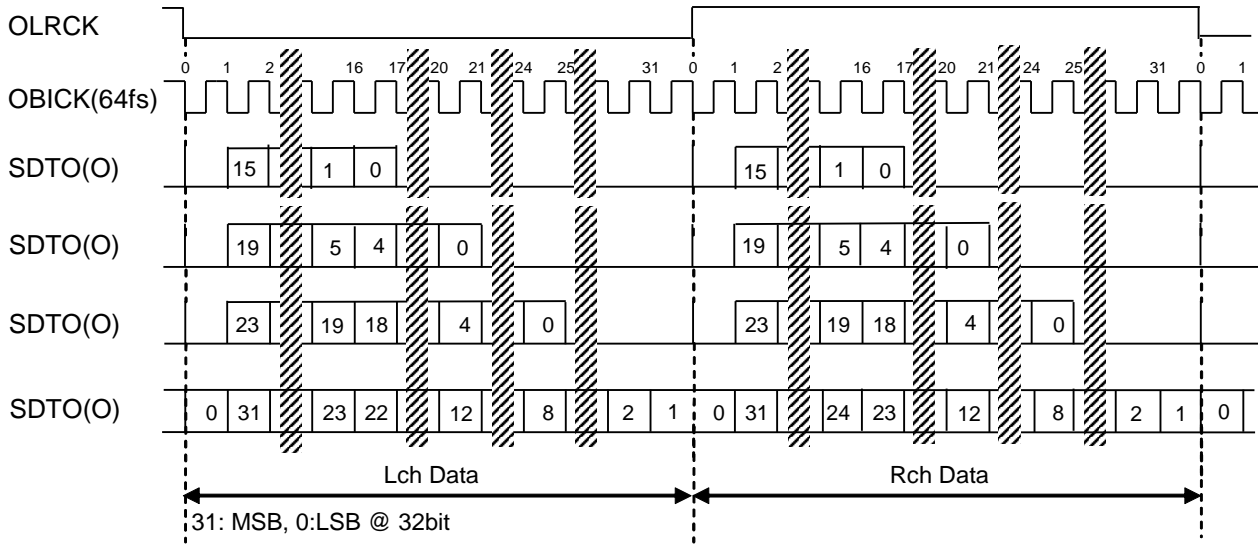 OLRCK
0 1 2 16 17 20 21 24 25 31 0 1 2 16 17 20 21 24 25 31 0 1
OBICK(64fs)
SDTO(O) 15 1 0 15 1 0
SDTO(O) 19 5 4 0 19 5 4 0
SDTO(O) 23 19 18 4 0 23 19 18 4 0
SDTO(O) 0 31 23 22 12 8 2 1 0 31 24 23 12 8 2 1 0
Lch Data Rch Data
31: MSB, 0:LSB @ 32bit